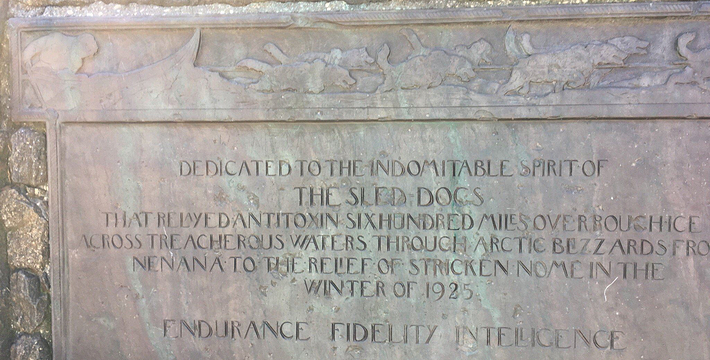 DEDICATED TO THE INDOMITABLE SPIRIT OF
THE SLED DOGS
THAT RELAYED ANTITOXIN SIX HUNDRED MILES OVER ROUGH ICE
ACROSS TREACHEROUS WATERS THROUGH ARCTIC BLIZZARDS FRO
NENANA TO THE RELIEF OF STRICKEN NOME IN THE
WINTER OF 1925.
ENDURANCE FIDELITY INTELLIGENCE